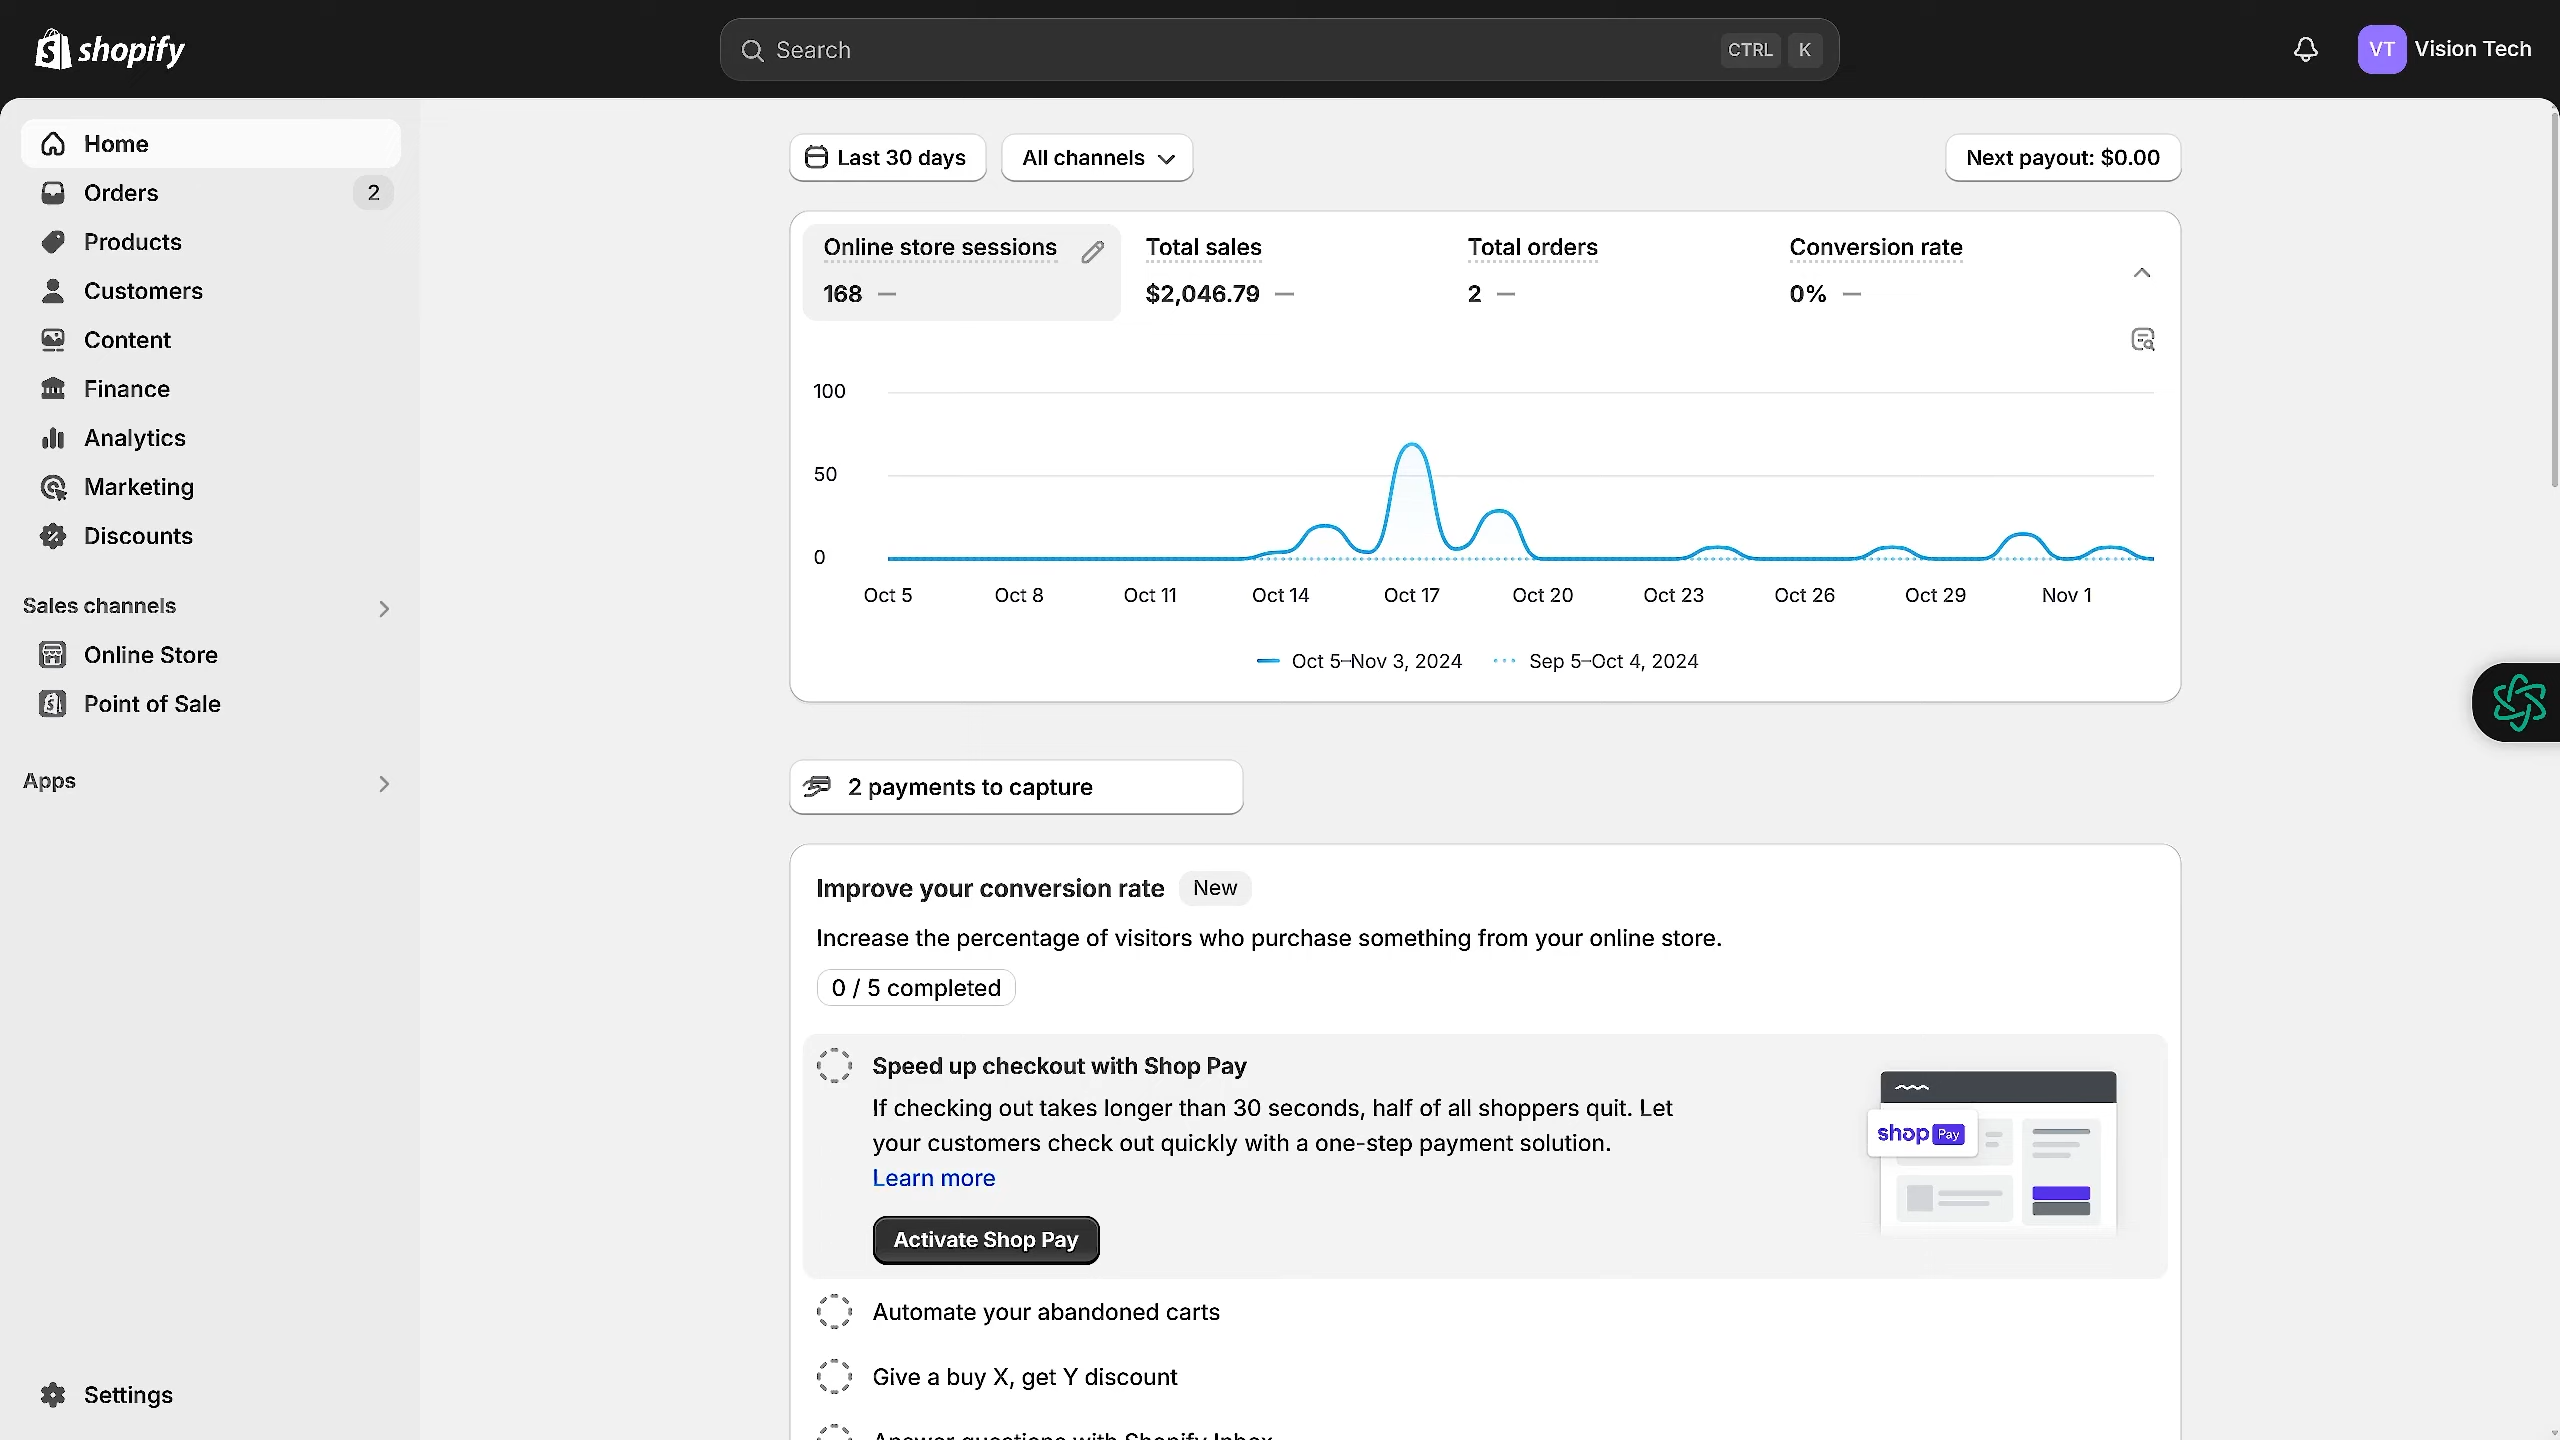 shopify
Search
CTRL K
VT Vision Tech
Home
Orders 2
Products
Customers
Content
Finance
Analytics
Marketing
Discounts
Sales channels
Online Store
Point of Sale
Apps
Settings
Last 30 days All channels Next payout: $0.00
Online store sessions Total sales Total orders Conversion rate
168 — $2,046.79 — 2 — 0% —
100
50
0
Oct 5 Oct 8 Oct 11 Oct 14 Oct 17 Oct 20 Oct 23 Oct 26 Oct 29 Nov 1
Oct 5–Nov 3, 2024 Sep 5–Oct 4, 2024
2 payments to capture
Improve your conversion rate New
Increase the percentage of visitors who purchase something from your online store.
0 / 5 completed
Speed up checkout with Shop Pay
If checking out takes longer than 30 seconds, half of all shoppers quit. Let
your customers check out quickly with a one-step payment solution.
Learn more
Activate Shop Pay
shop Pay
Automate your abandoned carts
Give a buy X, get Y discount
Answer questions with Shopify Inbox